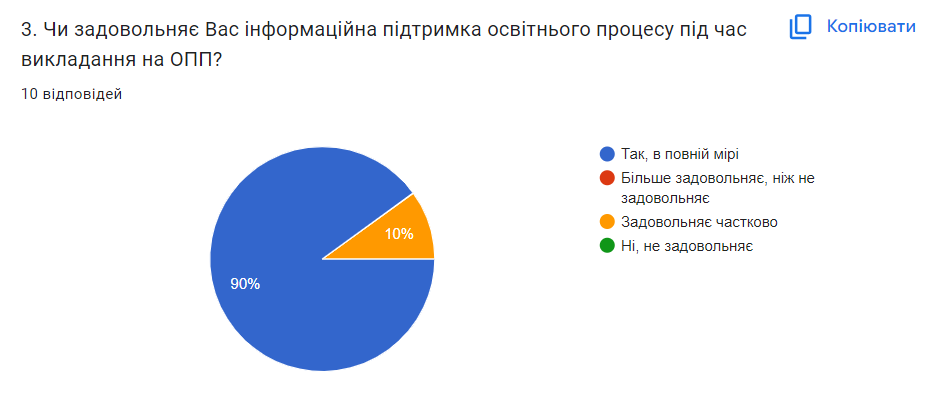 3. Чи задовольняє Вас інформаційна підтримка освітнього процесу під час
викладання на ОПП?
Копіювати
10 відповідей
Так, в повній мірі
Більше задовольняє, ніж не
задовольняє
Задовольняє частково
Ні, не задовольняє
10%
90%